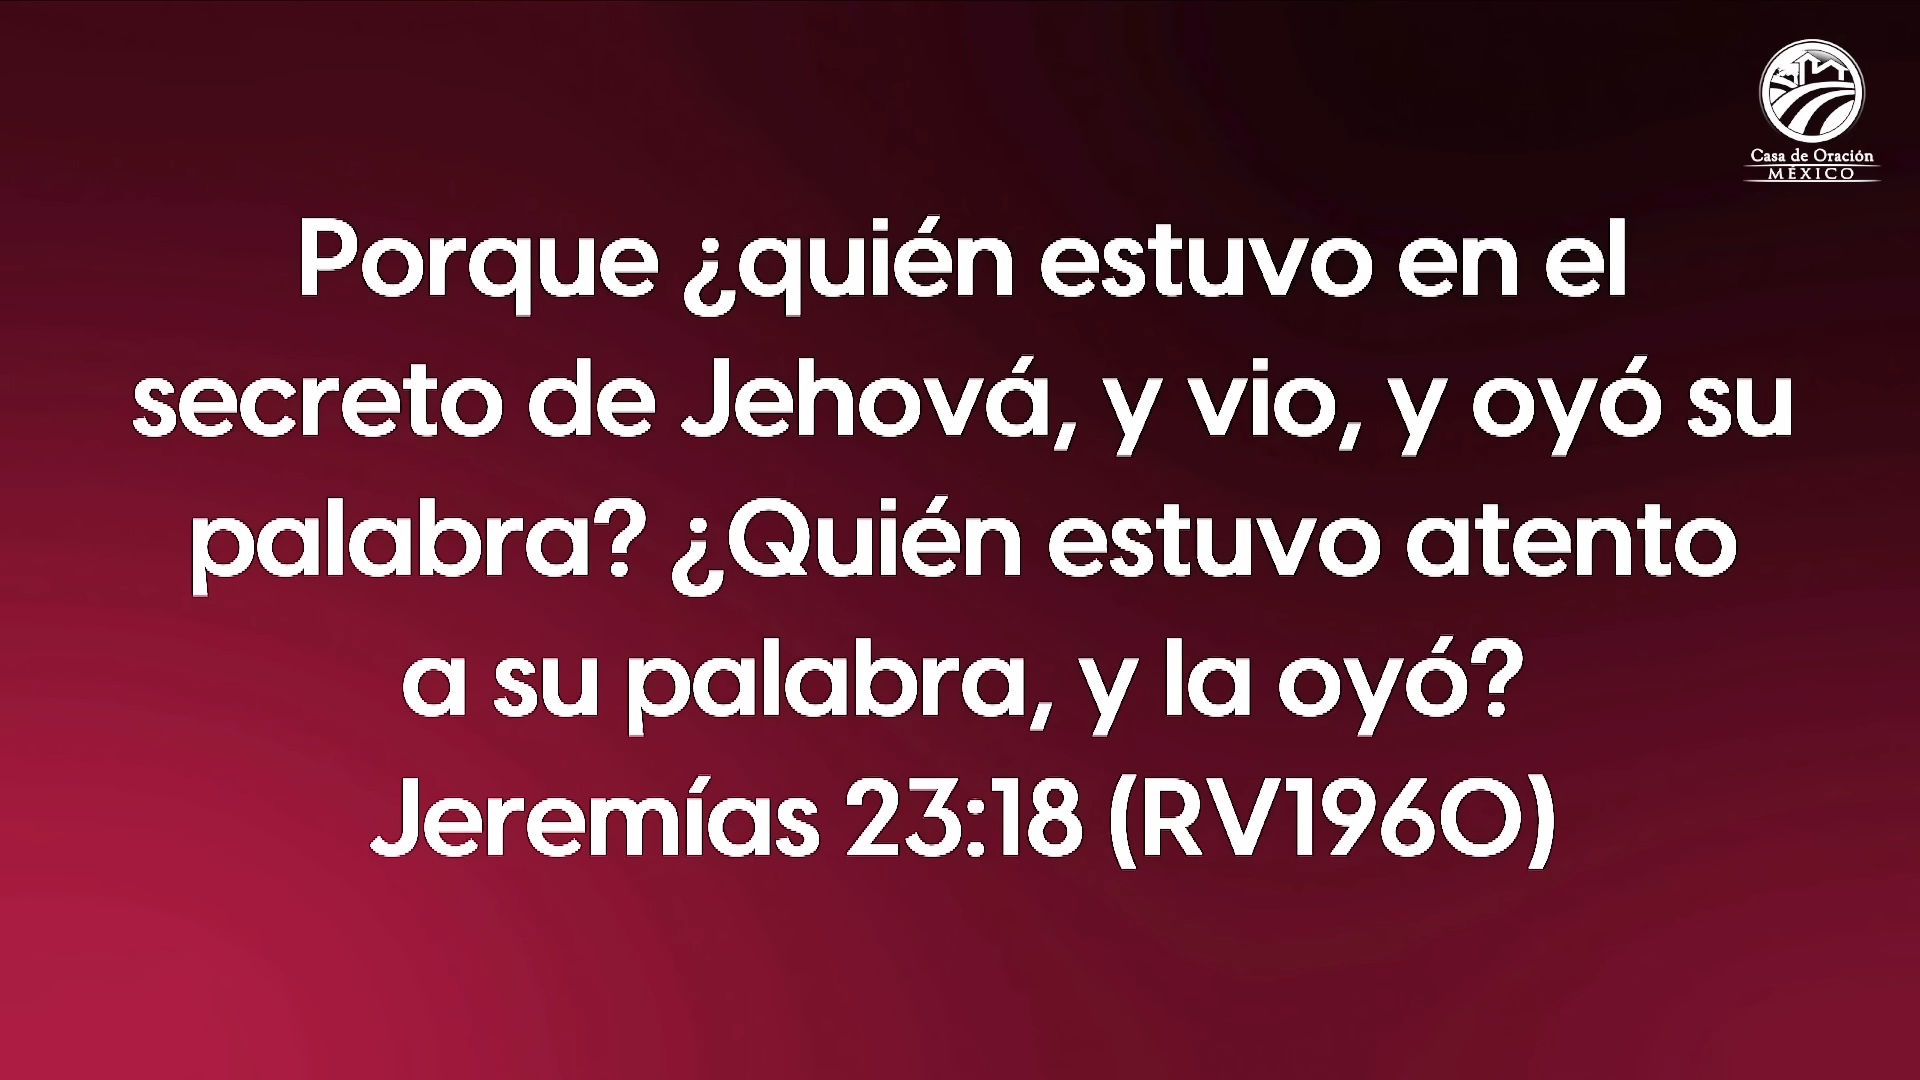 Casa de Oración
MÉXICO
Porque ¿quién estuvo en el
secreto de Jehová, y vio, y oyó su
palabra? ¿Quién estuvo atento
a su palabra, y la oyó?
Jeremías 23:18 (RV1960)